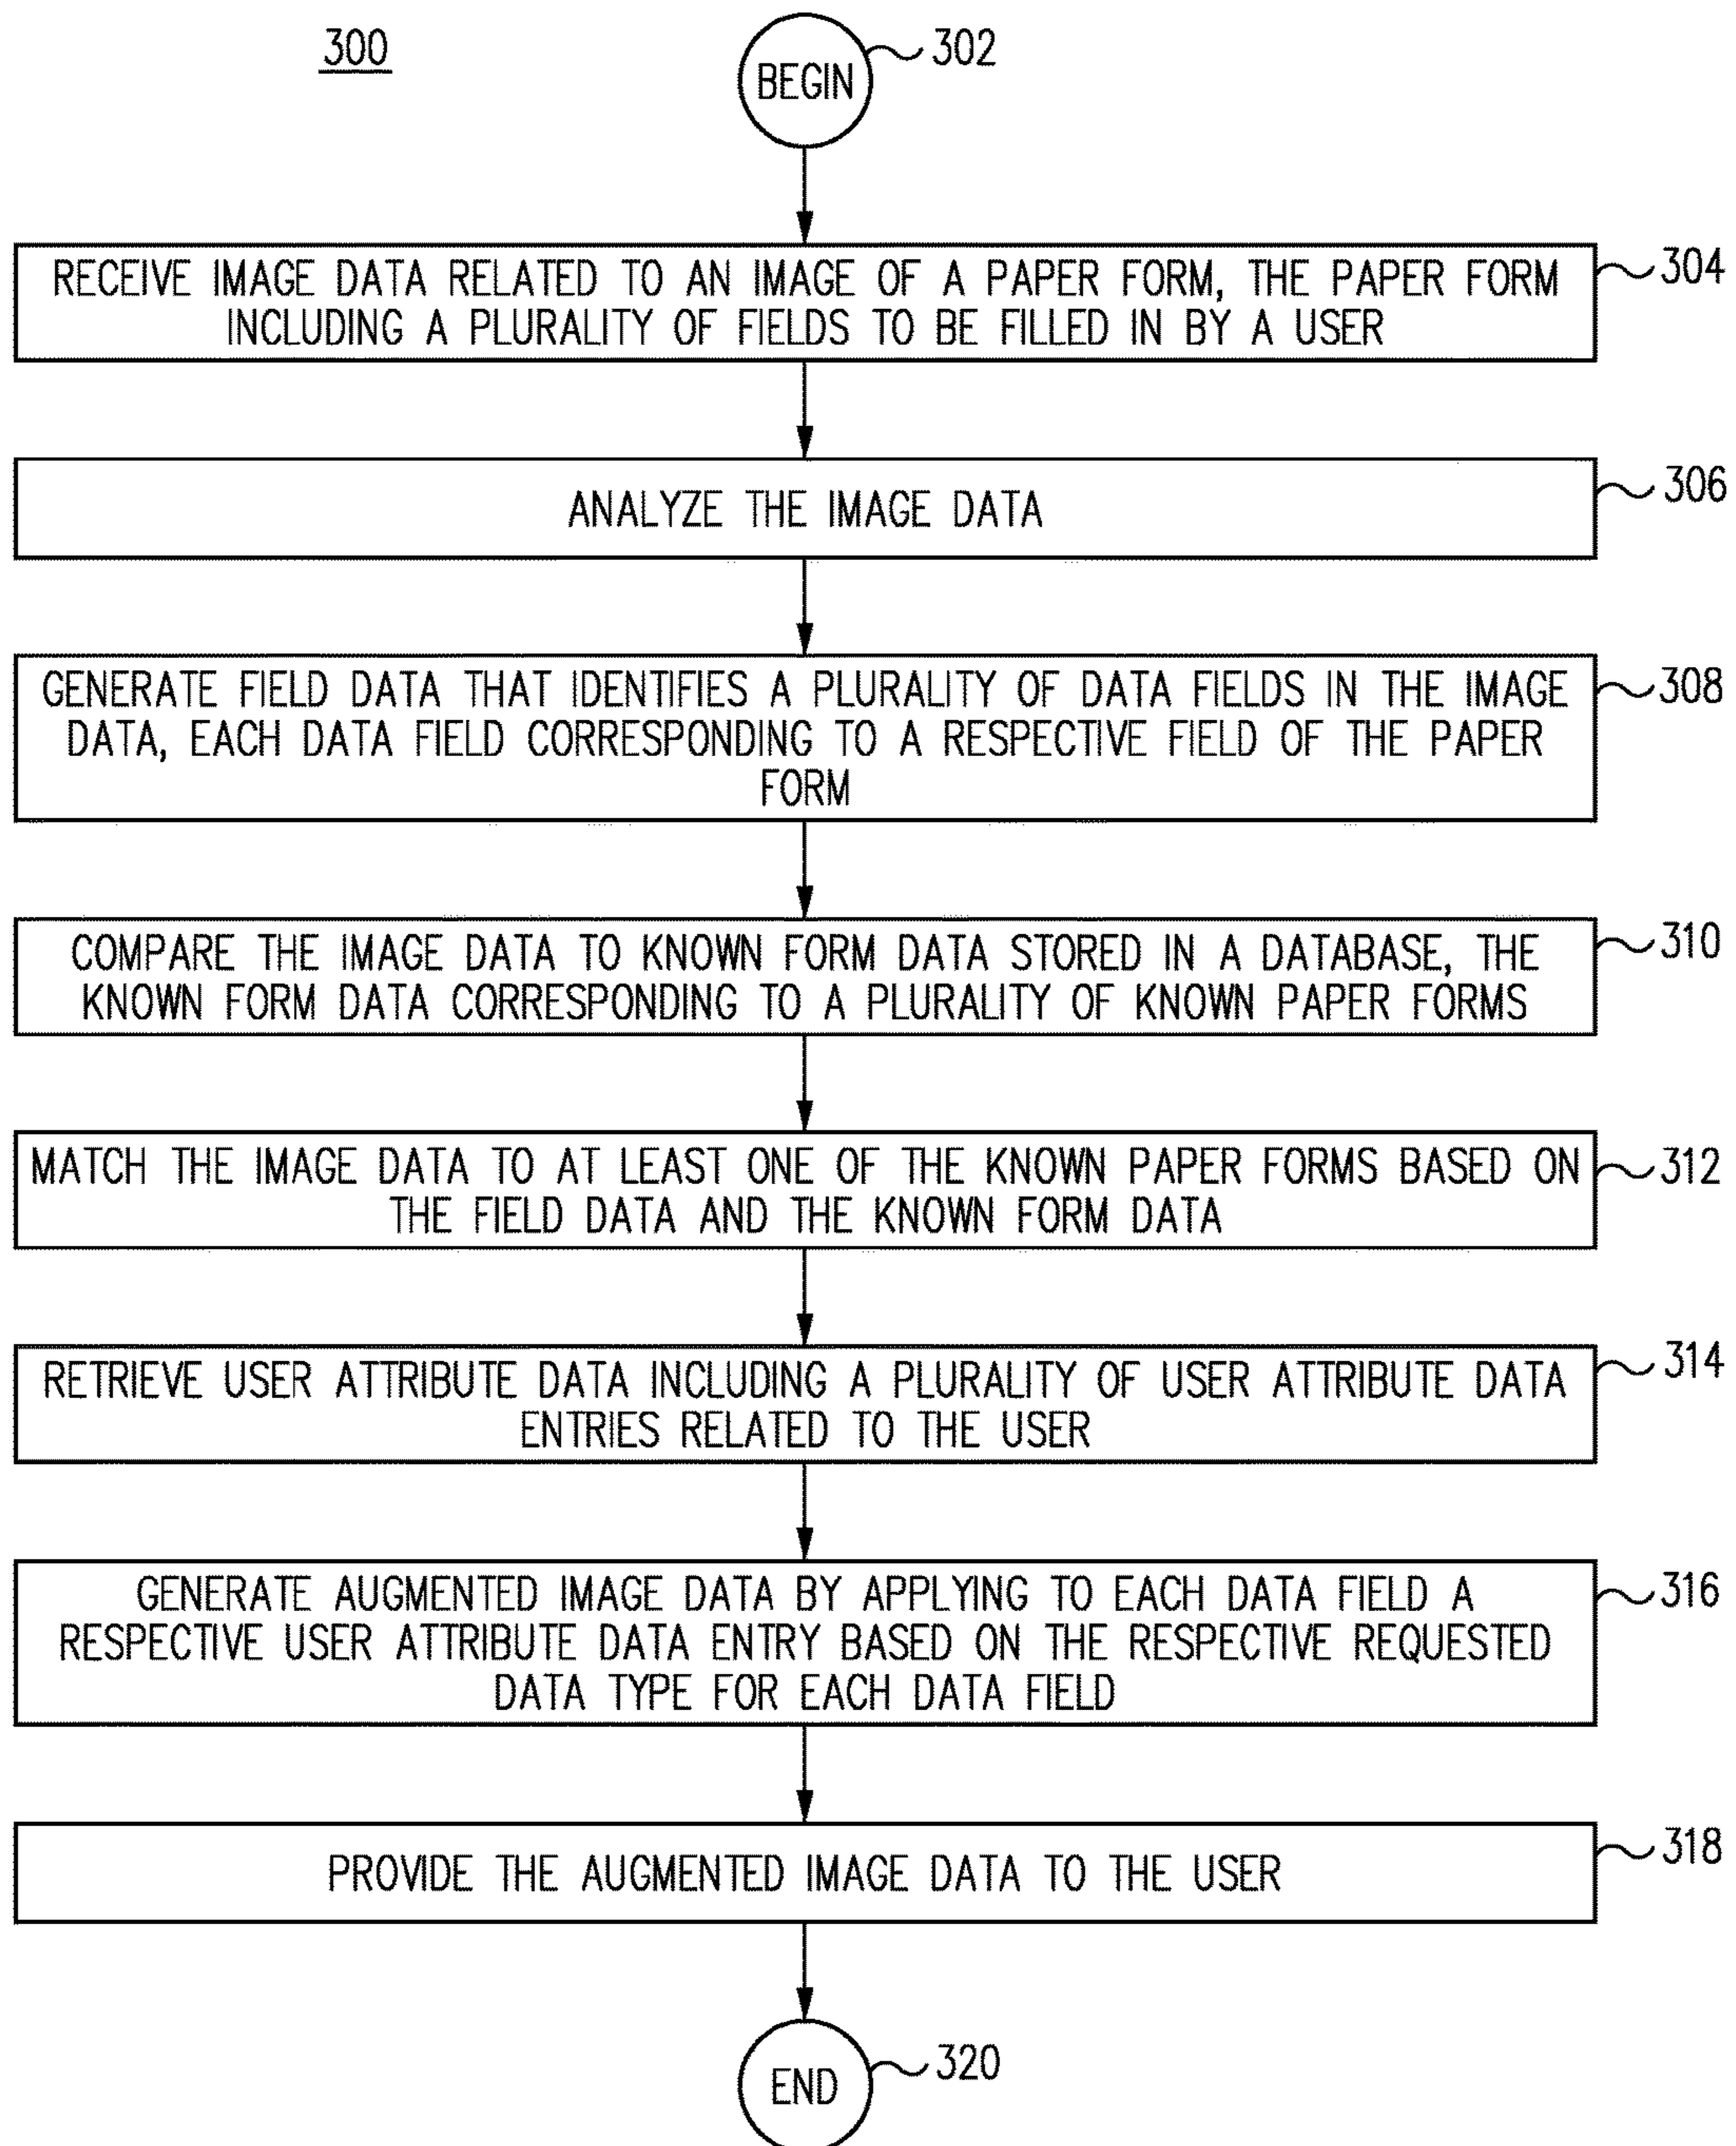 300
BEGIN
302
RECEIVE IMAGE DATA RELATED TO AN IMAGE OF A PAPER FORM, THE PAPER FORM
INCLUDING A PLURALITY OF FIELDS TO BE FILLED IN BY A USER
304
ANALYZE THE IMAGE DATA
306
GENERATE FIELD DATA THAT IDENTIFIES A PLURALITY OF DATA FIELDS IN THE IMAGE
DATA, EACH DATA FIELD CORRESPONDING TO A RESPECTIVE FIELD OF THE PAPER
FORM
308
COMPARE THE IMAGE DATA TO KNOWN FORM DATA STORED IN A DATABASE, THE
KNOWN FORM DATA CORRESPONDING TO A PLURALITY OF KNOWN PAPER FORMS
310
MATCH THE IMAGE DATA TO AT LEAST ONE OF THE KNOWN PAPER FORMS BASED ON
THE FIELD DATA AND THE KNOWN FORM DATA
312
RETRIEVE USER ATTRIBUTE DATA INCLUDING A PLURALITY OF USER ATTRIBUTE DATA
ENTRIES RELATED TO THE USER
314
GENERATE AUGMENTED IMAGE DATA BY APPLYING TO EACH DATA FIELD A
RESPECTIVE USER ATTRIBUTE DATA ENTRY BASED ON THE RESPECTIVE REQUESTED
DATA TYPE FOR EACH DATA FIELD
316
PROVIDE THE AUGMENTED IMAGE DATA TO THE USER
318
END
320